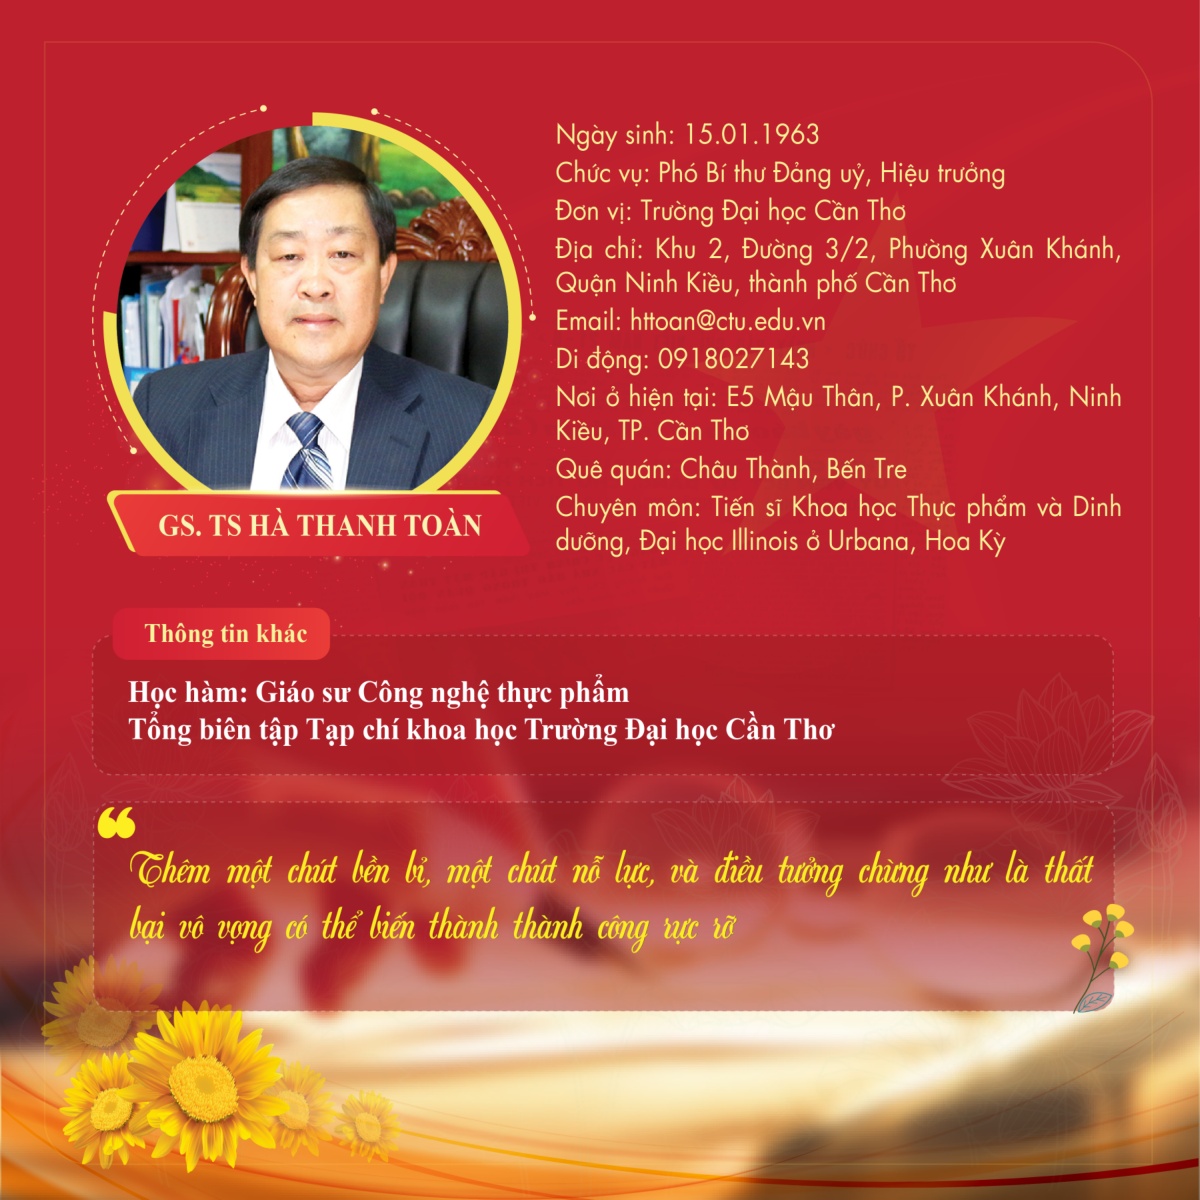 Ngày sinh: 15.01.1963
Chức vụ: Phó Bí thư Đảng uỷ, Hiệu trưởng
Đơn vị: Trường Đại học Cần Thơ
Địa chỉ: Khu 2, Đường 3/2, Phường Xuân Khánh,
Quận Ninh Kiều, thành phố Cần Thơ
Email: httoan@ctu.edu.vn
Di động: 0918027143
Nơi ở hiện tại: E5 Mậu Thân, P. Xuân Khánh, Ninh
Kiều, TP. Cần Thơ
Quê quán: Châu Thành, Bến Tre
Chuyên môn: Tiến sĩ Khoa học Thực phẩm và Dinh
dưỡng, Đại học Illinois ở Urbana, Hoa Kỳ
GS. TS HÀ THANH TOÀN
Thông tin khác
Học hàm: Giáo sư Công nghệ thực phẩm
Tổng biên tập Tạp chí khoa học Trường Đại học Cần Thơ
“
Thêm một chút bền bỉ, một chút nỗ lực, và điều tưởng chừng như là thất
bại vô vọng có thể biến thành thành công rực rỡ